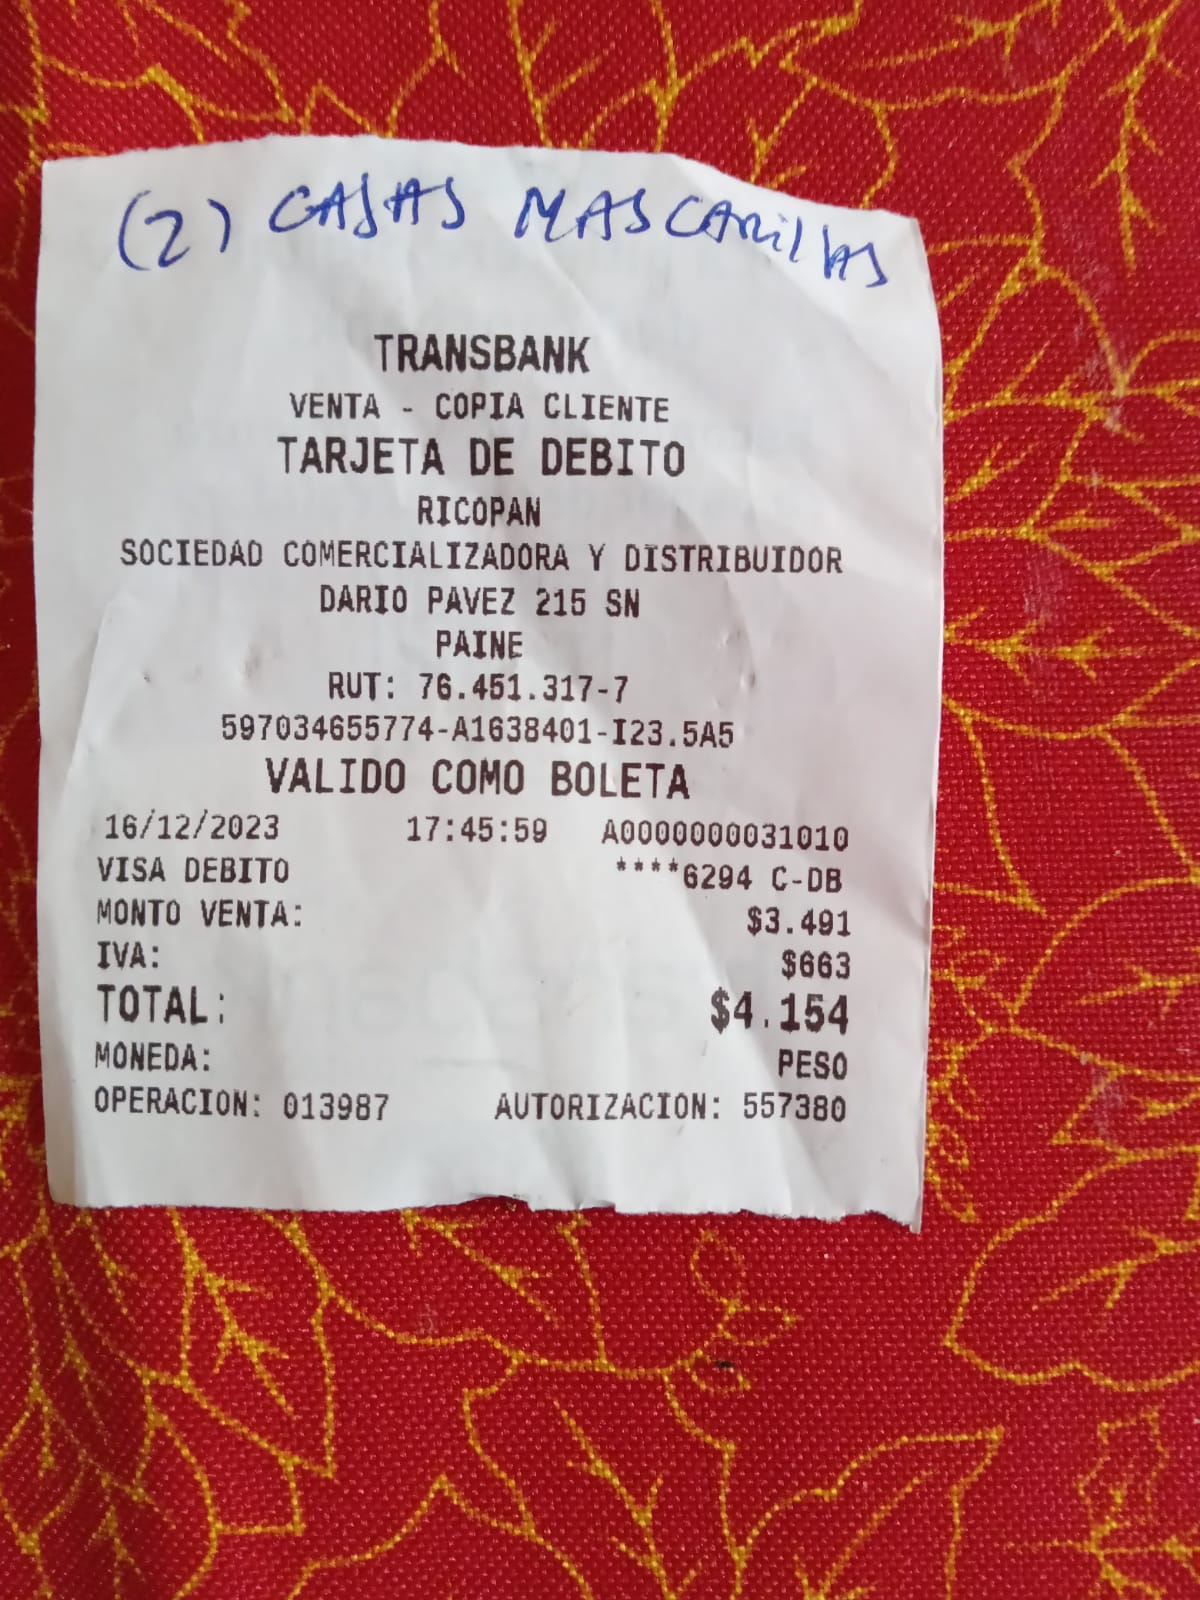 (2) CAJAS MASCARILLAS
TRANSBANK
VENTA - COPIA CLIENTE
TARJETA DE DEBITO
RICOPAN
SOCIEDAD COMERCIALIZADORA Y DISTRIBUIDOR
DARIO PAVEZ 215 SN
PAINE
RUT: 76.451.317-7
597034655774-A1638401-I23.5A5
VALIDO COMO BOLETA
16/12/2023 17:45:59 A0000000031010
VISA DEBITO ****6294 C-DB
MONTO VENTA: $3.491
IVA: $663
TOTAL: $4.154
MONEDA: PESO
OPERACION: 013987 AUTORIZACION: 557380